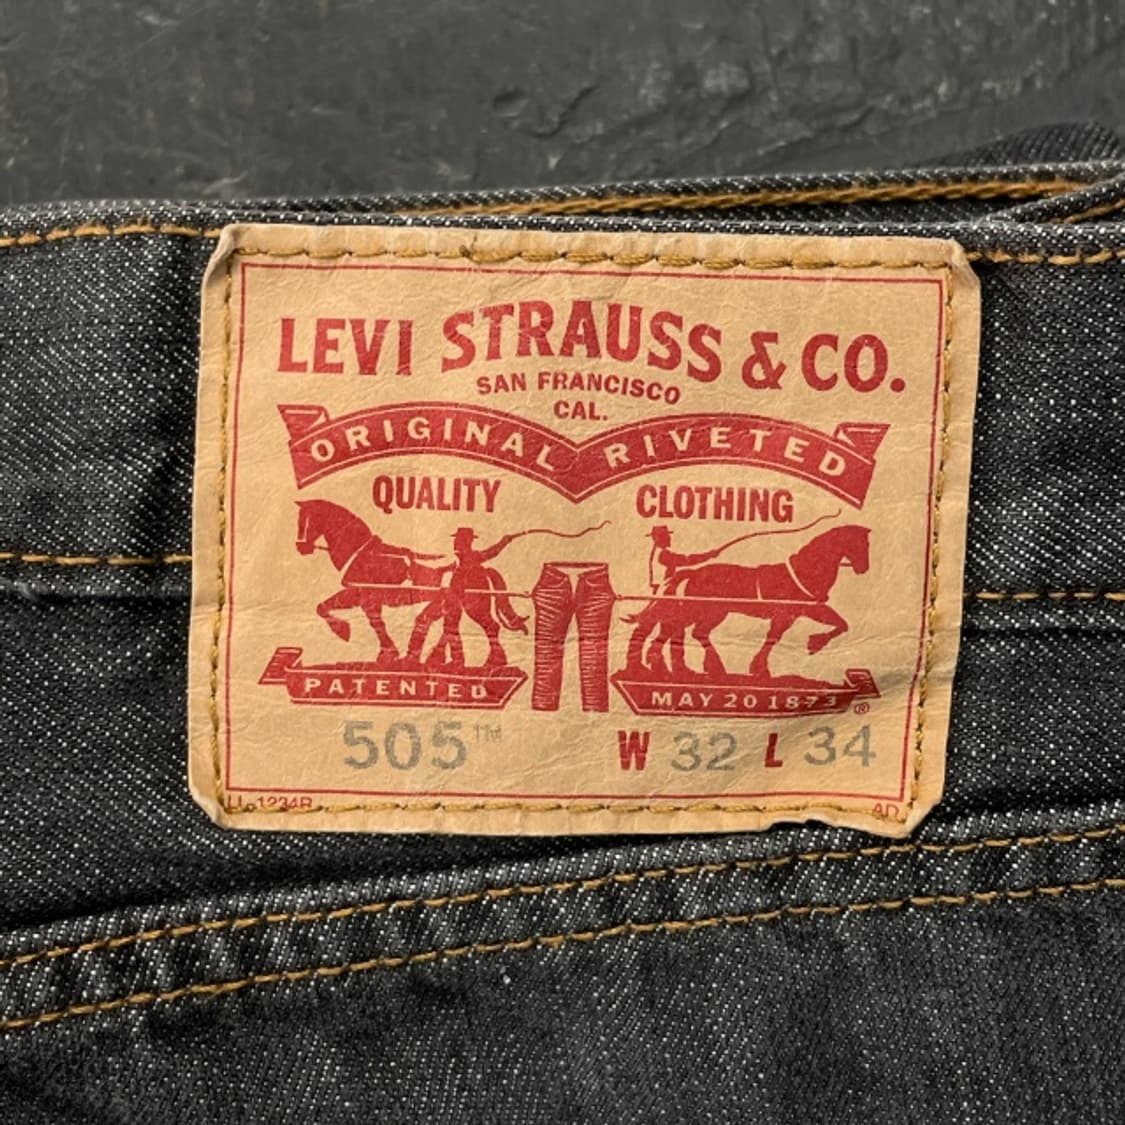 LEVI STRAUSS & CO.
SAN FRANCISCO
CAL.
ORIGINAL RIVETED
QUALITY CLOTHING
PATENTED MAY 20 1873 ®
505™ W 32 L 34